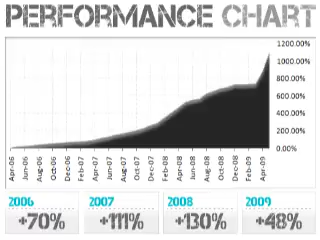 PERFORMANCE CHART
1200.00%
1000.00%
800.00%
600.00%
400.00%
200.00%
0.00%
Apr-06
Jun-06
Aug-06
Oct-06
Dec-06
Feb-07
Apr-07
Jun-07
Aug-07
Oct-07
Dec-07
Feb-08
Apr-08
Jun-08
Aug-08
Oct-08
Dec-08
Feb-09
Apr-09
2006 2007 2008 2009
+70% +111% +130% +48%